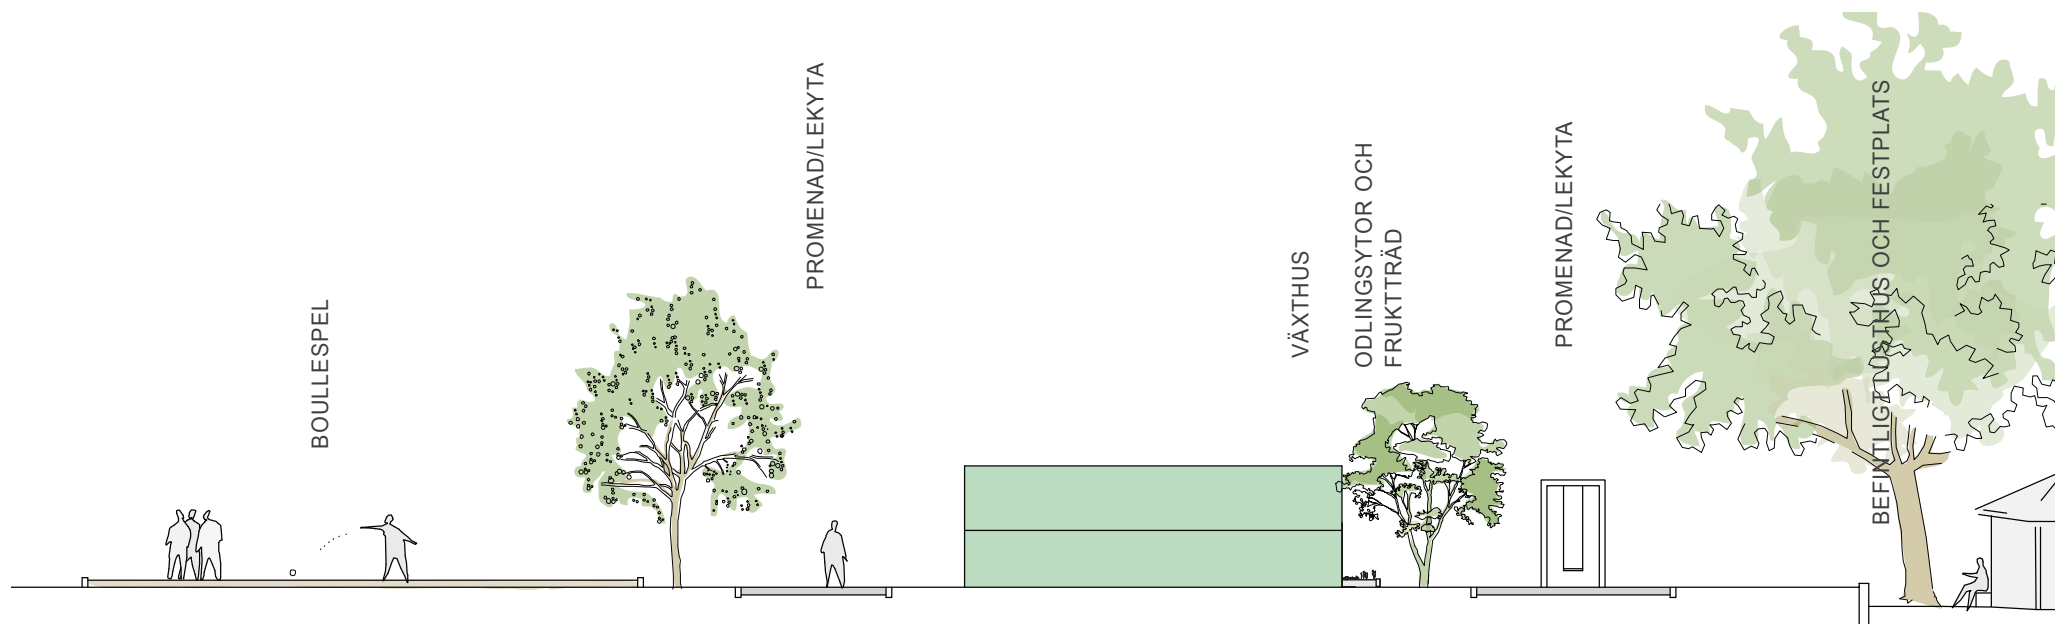 BOULLESPEL
PROMENAD/LEKYTA
VÄXTHUS
ODLINGSYTOR OCH
FRUKTTRÄD
PROMENAD/LEKYTA
BEFINTLIGT LUSTHUS OCH FESTPLATS